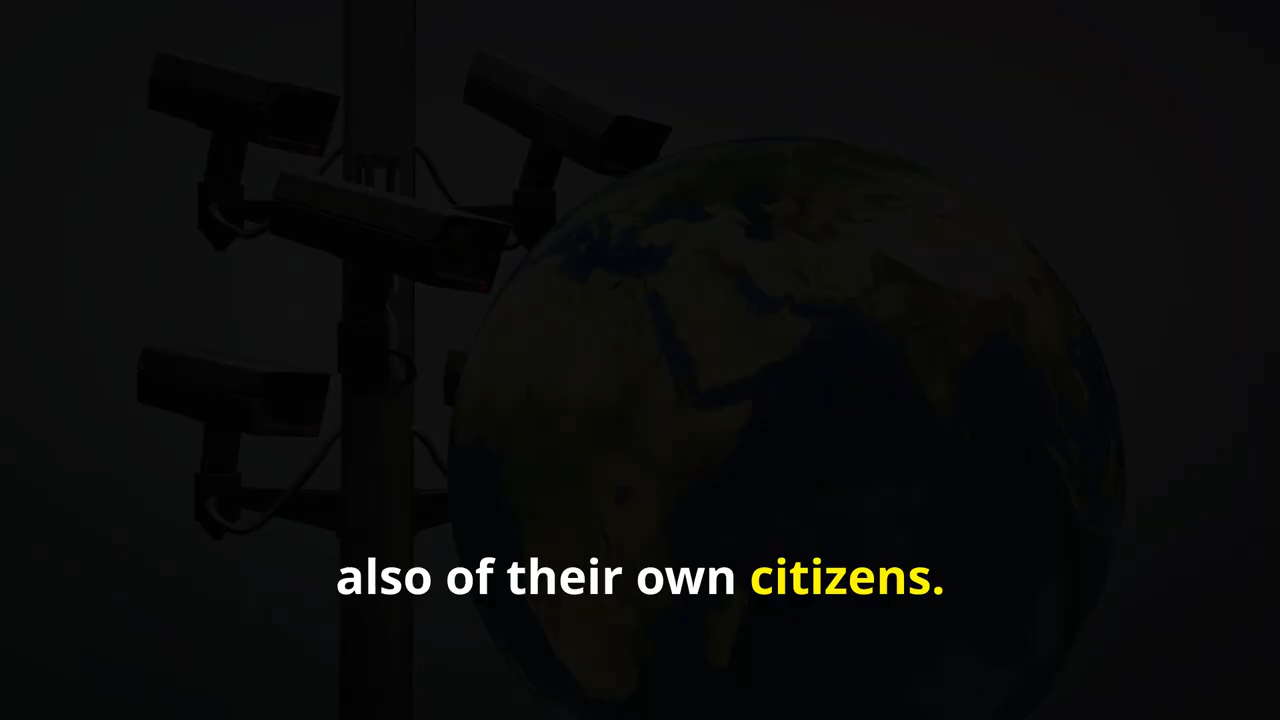 also of their own citizens.